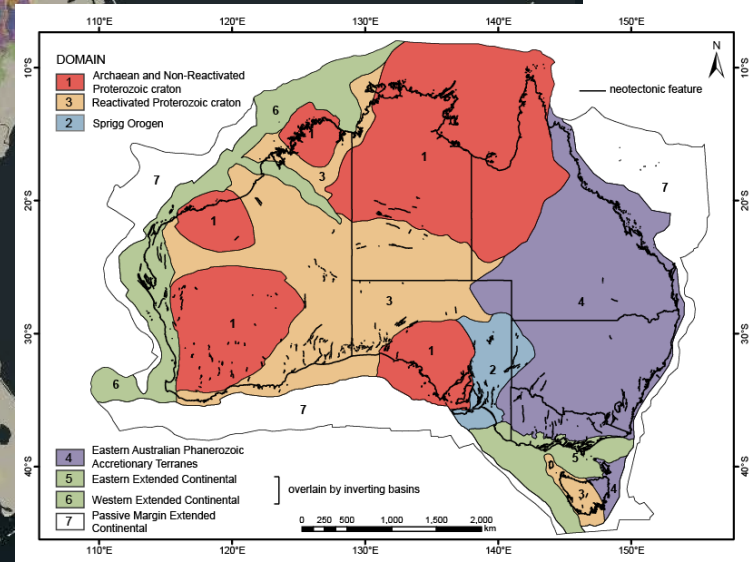 110°E 120°E 130°E 140°E 150°E
DOMAIN
1 Archaean and Non-Reactivated
Proterozoic craton
3 Reactivated Proterozoic craton
2 Sprigg Orogen
N
neotectonic feature
10°S
10°S
6
1
3
1
7
7
20°S
20°S
1
4
3
1
30°S
30°S
1
2
6
7
4 Eastern Australian Phanerozoic
Accretionary Terranes
5 Eastern Extended Continental
6 Western Extended Continental
7 Passive Margin Extended
Continental
overlain by inverting basins
5
3
4
40°S
40°S
0 250 500 1,000 1,500 2,000
km
110°E 120°E 130°E 140°E 150°E